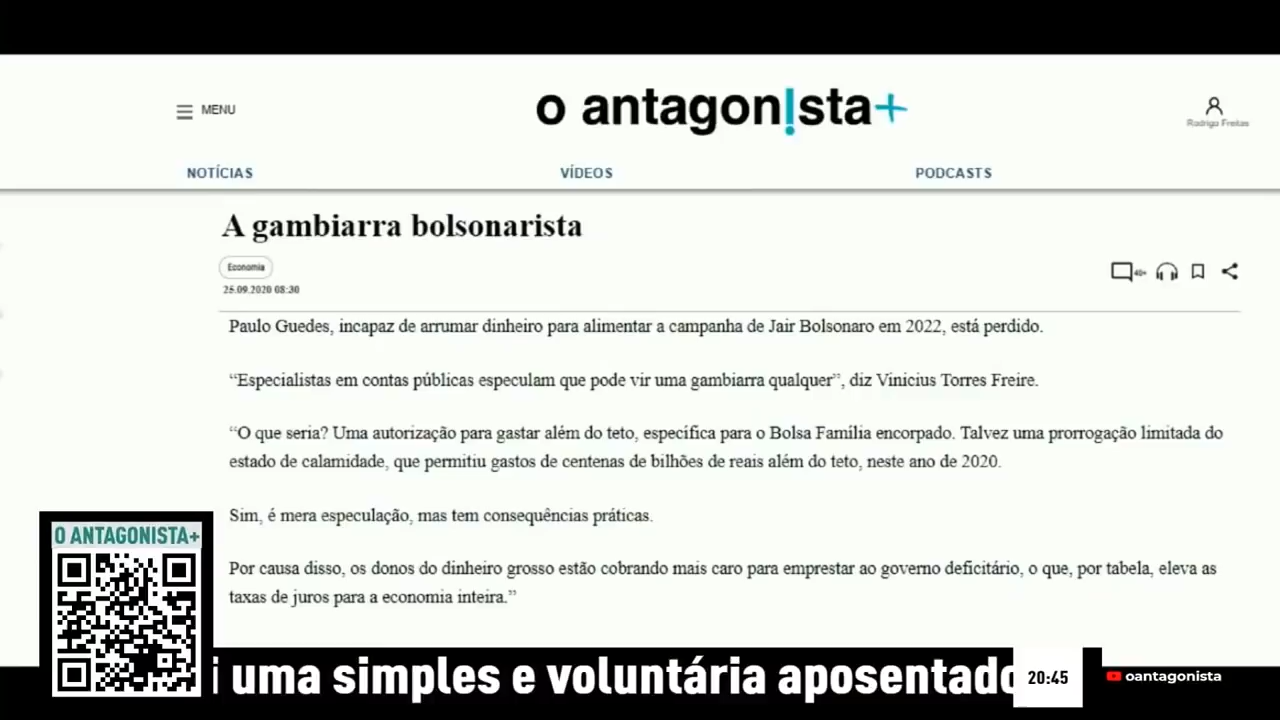 MENU
o antagon!sta+
Rodrigo Freitas
NOTÍCIAS
VÍDEOS
PODCASTS
A gambiarra bolsonarista
Economia
40+
25.09.2020 08:30
Paulo Guedes, incapaz de arrumar dinheiro para alimentar a campanha de Jair Bolsonaro em 2022, está perdido.
“Especialistas em contas públicas especulam que pode vir uma gambiarra qualquer”, diz Vinicius Torres Freire.
“O que seria? Uma autorização para gastar além do teto, específica para o Bolsa Família encorpado. Talvez uma prorrogação limitada do
estado de calamidade, que permitiu gastos de centenas de bilhões de reais além do teto, neste ano de 2020.
Sim, é mera especulação, mas tem consequências práticas.
Por causa disso, os donos do dinheiro grosso estão cobrando mais caro para emprestar ao governo deficitário, o que, por tabela, eleva as
taxas de juros para a economia inteira.”
O ANTAGONISTA+
i uma simples e voluntária aposentado
20:45
oantagonista